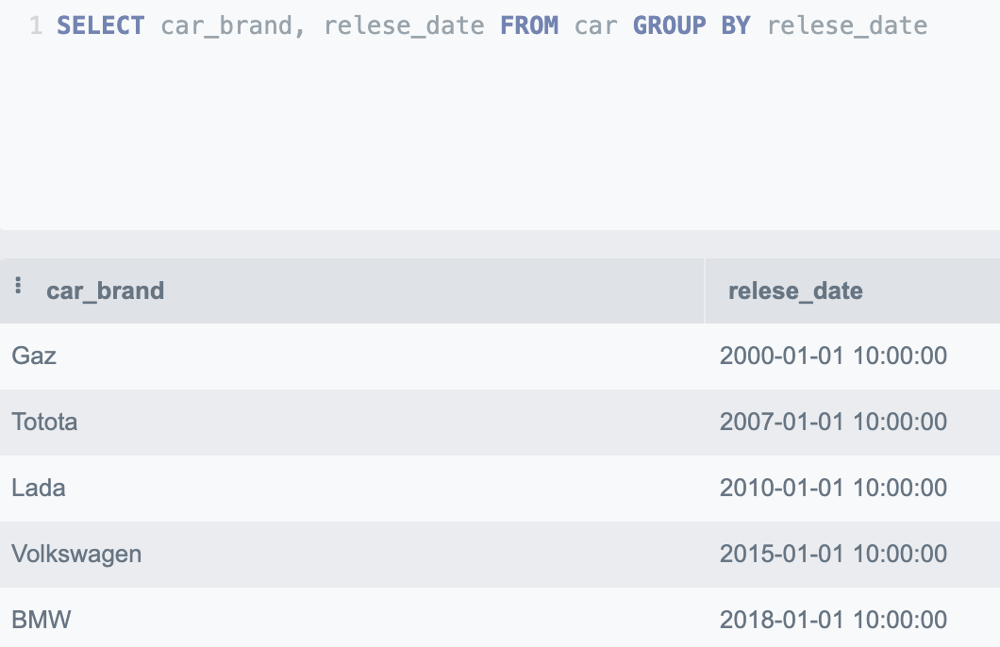 1 SELECT car_brand, relese_date FROM car GROUP BY relese_date
car_brand relese_date
Gaz 2000-01-01 10:00:00
Totota 2007-01-01 10:00:00
Lada 2010-01-01 10:00:00
Volkswagen 2015-01-01 10:00:00
BMW 2018-01-01 10:00:00